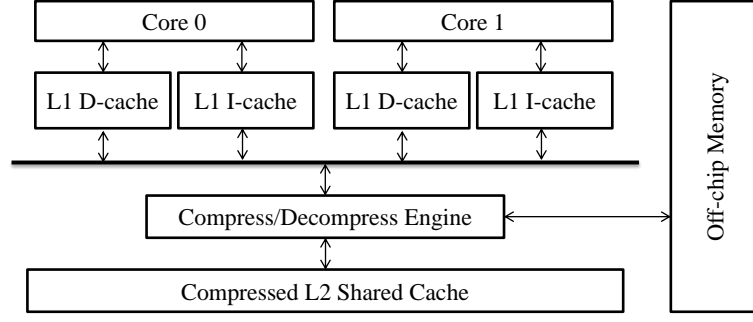 Core 0
Core 1
L1 D-cache
L1 I-cache
L1 D-cache
L1 I-cache
Compress/Decompress Engine
Compressed L2 Shared Cache
Off-chip Memory